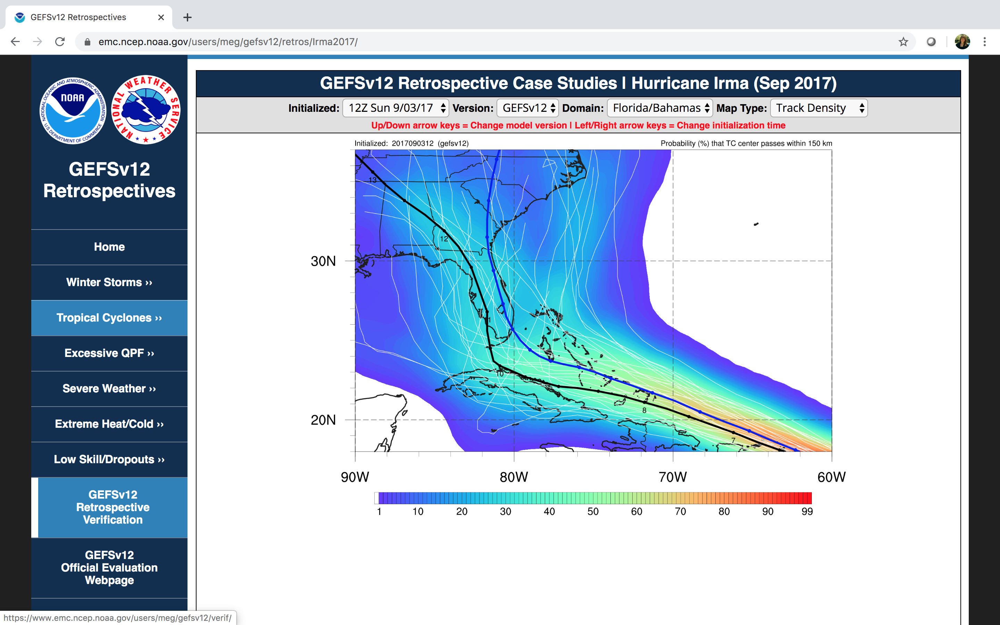 GEFSv12 Retrospectives
emc.ncep.noaa.gov/users/meg/gefsv12/retros/Irma2017/
NATIONAL OCEANIC AND ATMOSPHERIC ADMINISTRATION
NOAA
U.S. DEPARTMENT OF COMMERCE
NATIONAL WEATHER SERVICE
GEFSv12
Retrospectives
Home
Winter Storms ››
Tropical Cyclones ››
Excessive QPF ››
Severe Weather ››
Extreme Heat/Cold ››
Low Skill/Dropouts ››
GEFSv12
Retrospective
Verification
GEFSv12
Official Evaluation
Webpage
GEFSv12 Retrospective Case Studies | Hurricane Irma (Sep 2017)
Initialized: 12Z Sun 9/03/17 Version: GEFSv12 Domain: Florida/Bahamas Map Type: Track Density
Up/Down arrow keys = Change model version | Left/Right arrow keys = Change initialization time
Initialized: 2017090312 (gefsv12) Probability (%) that TC center passes within 150 km
13
12
30N
11
10
9
8
20N
7
90W 80W 70W 60W
1 10 20 30 40 50 60 70 80 90 99
https://www.emc.ncep.noaa.gov/users/meg/gefsv12/verif/